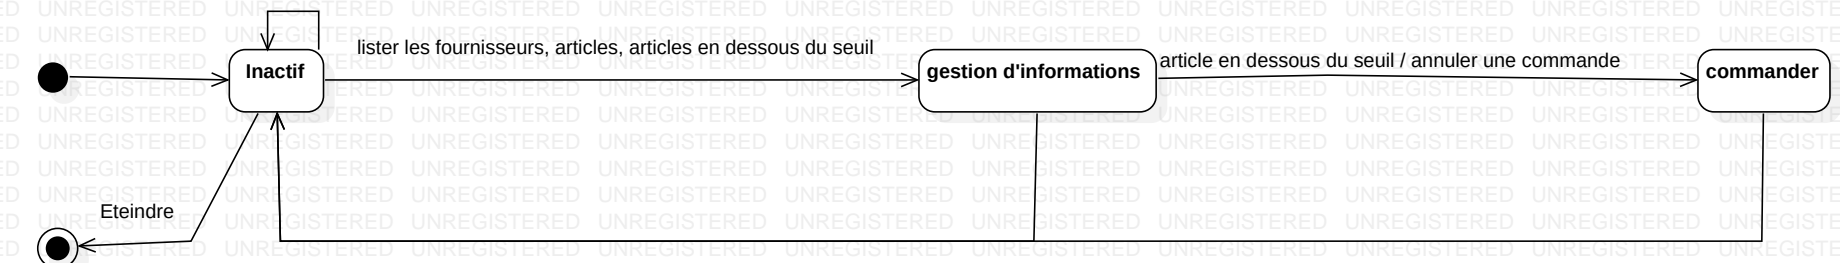 lister les fournisseurs, articles, articles en dessous du seuil
article en dessous du seuil / annuler une commande
Inactif
gestion d'informations
commander
Eteindre
UNREGISTERED